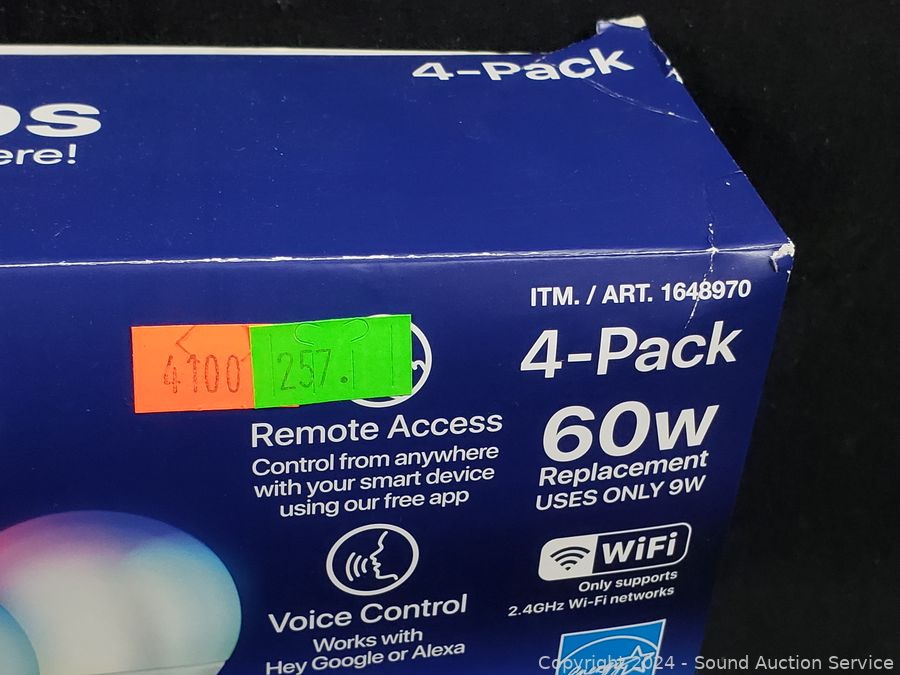 4-Pack
ere!
ITM. / ART. 1648970
4-Pack
4100
257.
60w
Replacement
USES ONLY 9W
Remote Access
Control from anywhere
with your smart device
using our free app
WiFi
Only supports
2.4GHz Wi-Fi networks
Voice Control
Works with
Hey Google or Alexa
Copyright 2024 - Sound Auction Service